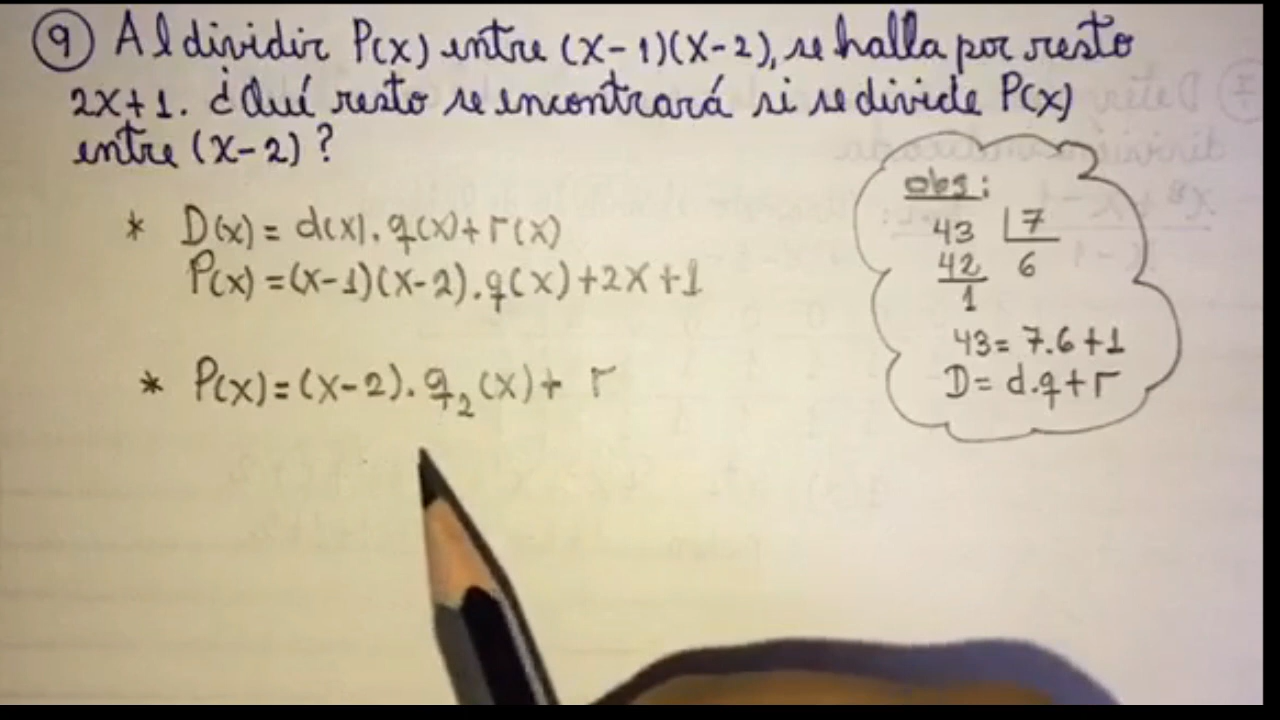 9 Al dividir P(x) entre (x-1)(x-2), se halla por resto
2x+1. ¿Qué resto se encontrará si se divide P(x)
entre (x-2)?
* D(x) = d(x).q(x)+r(x)
P(x) = (x-1)(x-2).q(x)+2x+1
* P(x) = (x-2).q₂(x)+ r
obs:
43 7
42 6
1
43 = 7.6+1
D = d.q+r